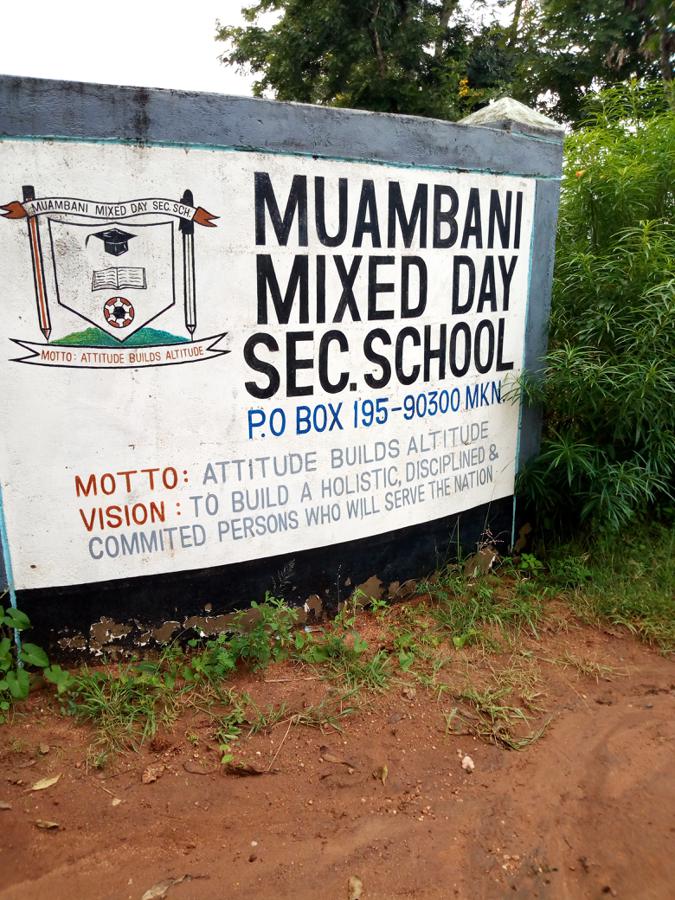 MUAMBANI MIXED DAY SEC. SCH.
MOTTO: ATTITUDE BUILDS ALTITUDE
MUAMBANI
MIXED DAY
SEC. SCHOOL
P.O BOX 195-90300 MKN
MOTTO: ATTITUDE BUILDS ALTITUDE
VISION : TO BUILD A HOLISTIC, DISCIPLINED &
COMMITED PERSONS WHO WILL SERVE THE NATION